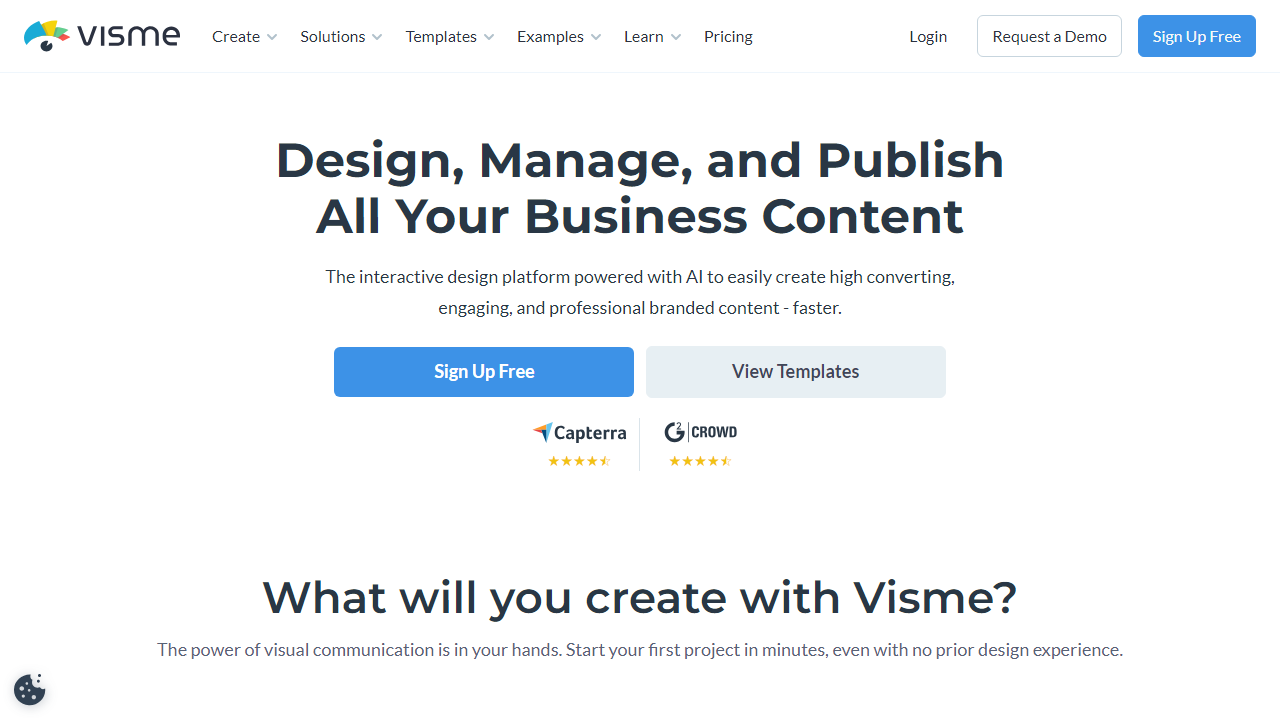 VISME
Create
Solutions
Templates
Examples
Learn
Pricing
Login
Request a Demo
Sign Up Free
Design, Manage, and Publish
All Your Business Content
The interactive design platform powered with AI to easily create high converting,
engaging, and professional branded content - faster.
Sign Up Free
View Templates
Capterra
G2 CROWD
What will you create with Visme?
The power of visual communication is in your hands. Start your first project in minutes, even with no prior design experience.